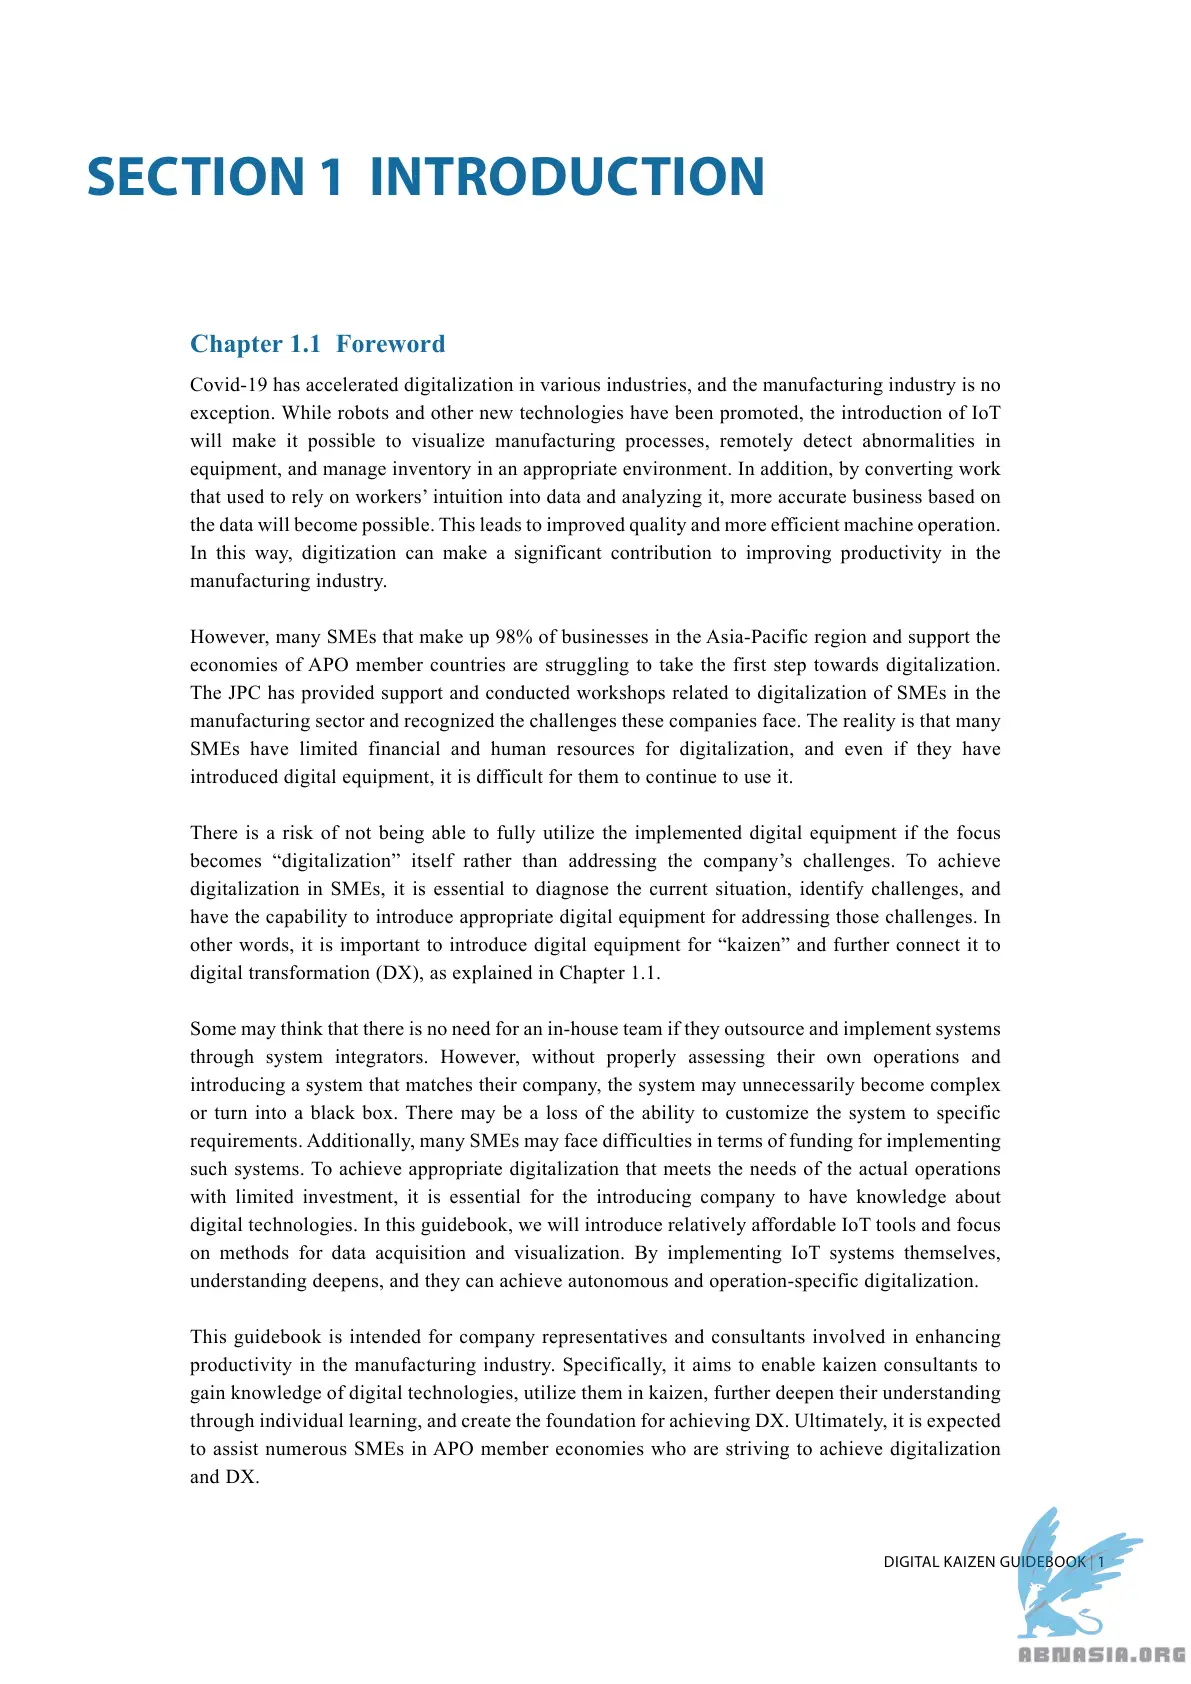 SECTION 1 INTRODUCTION
Chapter 1.1 Foreword
Covid-19 has accelerated digitalization in various industries, and the manufacturing industry is no
exception. While robots and other new technologies have been promoted, the introduction of IoT
will make it possible to visualize manufacturing processes, remotely detect abnormalities in
equipment, and manage inventory in an appropriate environment. In addition, by converting work
that used to rely on workers’ intuition into data and analyzing it, more accurate business based on
the data will become possible. This leads to improved quality and more efficient machine operation.
In this way, digitization can make a significant contribution to improving productivity in the
manufacturing industry.
However, many SMEs that make up 98% of businesses in the Asia-Pacific region and support the
economies of APO member countries are struggling to take the first step towards digitalization.
The JPC has provided support and conducted workshops related to digitalization of SMEs in the
manufacturing sector and recognized the challenges these companies face. The reality is that many
SMEs have limited financial and human resources for digitalization, and even if they have
introduced digital equipment, it is difficult for them to continue to use it.
There is a risk of not being able to fully utilize the implemented digital equipment if the focus
becomes “digitalization” itself rather than addressing the company’s challenges. To achieve
digitalization in SMEs, it is essential to diagnose the current situation, identify challenges, and
have the capability to introduce appropriate digital equipment for addressing those challenges. In
other words, it is important to introduce digital equipment for “kaizen” and further connect it to
digital transformation (DX), as explained in Chapter 1.1.
Some may think that there is no need for an in-house team if they outsource and implement systems
through system integrators. However, without properly assessing their own operations and
introducing a system that matches their company, the system may unnecessarily become complex
or turn into a black box. There may be a loss of the ability to customize the system to specific
requirements. Additionally, many SMEs may face difficulties in terms of funding for implementing
such systems. To achieve appropriate digitalization that meets the needs of the actual operations
with limited investment, it is essential for the introducing company to have knowledge about
digital technologies. In this guidebook, we will introduce relatively affordable IoT tools and focus
on methods for data acquisition and visualization. By implementing IoT systems themselves,
understanding deepens, and they can achieve autonomous and operation-specific digitalization.
This guidebook is intended for company representatives and consultants involved in enhancing
productivity in the manufacturing industry. Specifically, it aims to enable kaizen consultants to
gain knowledge of digital technologies, utilize them in kaizen, further deepen their understanding
through individual learning, and create the foundation for achieving DX. Ultimately, it is expected
to assist numerous SMEs in APO member economies who are striving to achieve digitalization
and DX.
DIGITAL KAIZEN GUIDEBOOK | 1
ABNASIA.ORG